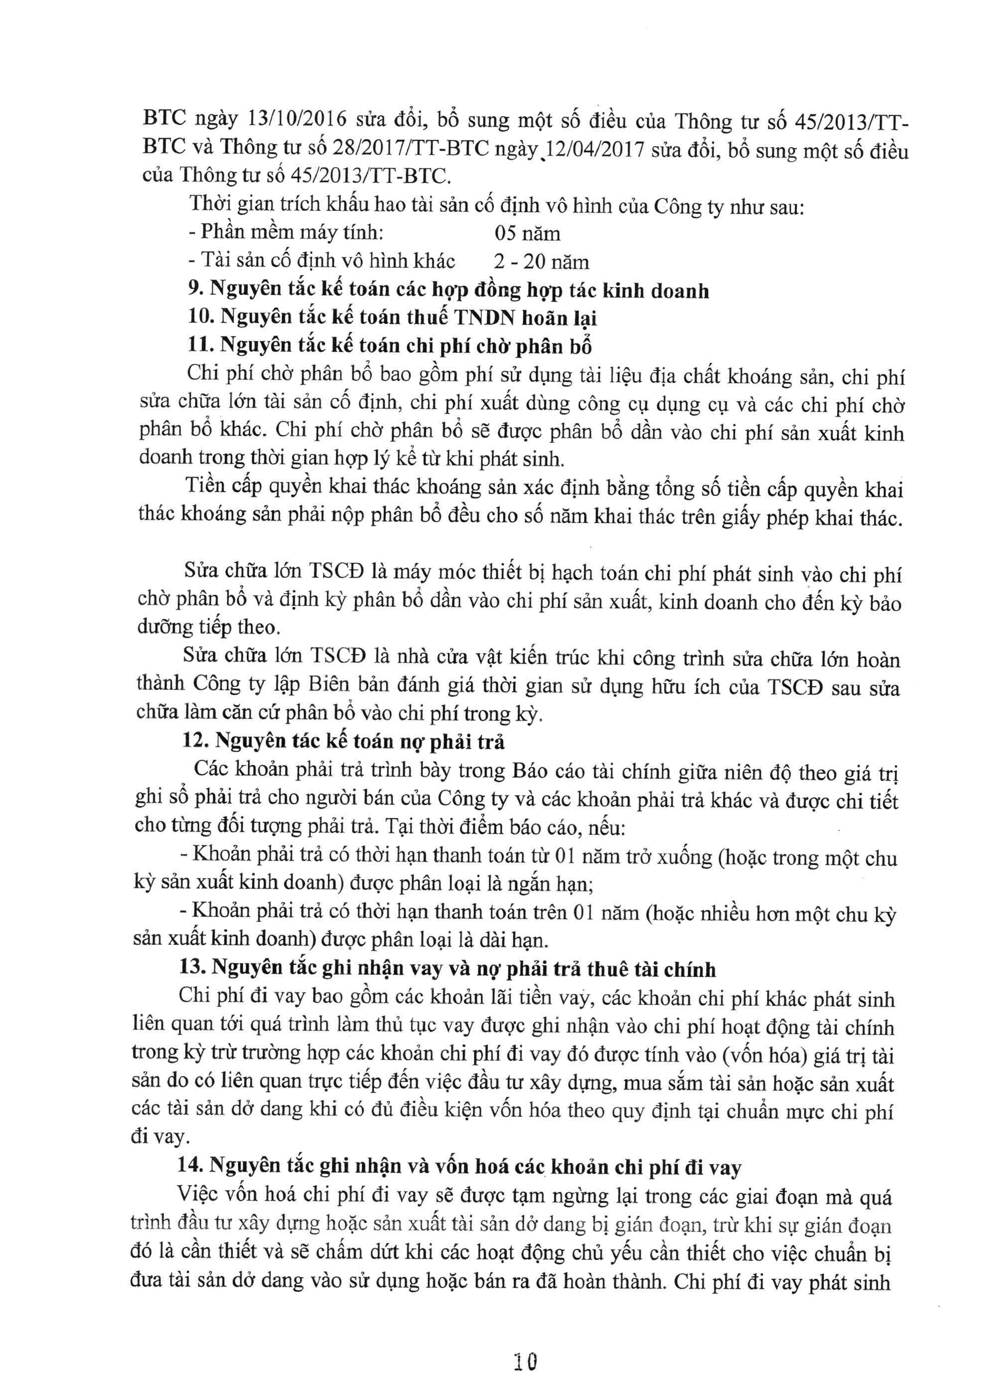 BTC ngày 13/10/2016 sửa đổi, bổ sung một số điều của Thông tư số 45/2013/TT-
BTC và Thông tư số 28/2017/TT-BTC ngày 12/04/2017 sửa đổi, bổ sung một số điều
của Thông tư số 45/2013/TT-BTC.
Thời gian trích khấu hao tài sản cố định vô hình của Công ty như sau:
- Phần mềm máy tính: 05 năm
- Tài sản cố định vô hình khác 2 - 20 năm
9. Nguyên tắc kế toán các hợp đồng hợp tác kinh doanh
10. Nguyên tắc kế toán thuế TNDN hoãn lại
11. Nguyên tắc kế toán chi phí chờ phân bổ
Chi phí chờ phân bổ bao gồm phí sử dụng tài liệu địa chất khoáng sản, chi phí
sửa chữa lớn tài sản cố định, chi phí xuất dùng công cụ dụng cụ và các chi phí chờ
phân bổ khác. Chi phí chờ phân bổ sẽ được phân bổ dần vào chi phí sản xuất kinh
doanh trong thời gian hợp lý kể từ khi phát sinh.
Tiền cấp quyền khai thác khoáng sản xác định bằng tổng số tiền cấp quyền khai
thác khoáng sản phải nộp phân bổ đều cho số năm khai thác trên giấy phép khai thác.
Sửa chữa lớn TSCĐ là máy móc thiết bị hạch toán chi phí phát sinh vào chi phí
chờ phân bổ và định kỳ phân bổ dần vào chi phí sản xuất, kinh doanh cho đến kỳ bảo
dưỡng tiếp theo.
Sửa chữa lớn TSCĐ là nhà cửa vật kiến trúc khi công trình sửa chữa lớn hoàn
thành Công ty lập Biên bản đánh giá thời gian sử dụng hữu ích của TSCĐ sau sửa
chữa làm căn cứ phân bổ vào chi phí trong kỳ.
12. Nguyên tác kế toán nợ phải trả
Các khoản phải trả trình bày trong Báo cáo tài chính giữa niên độ theo giá trị
ghi sổ phải trả cho người bán của Công ty và các khoản phải trả khác và được chi tiết
cho từng đối tượng phải trả. Tại thời điểm báo cáo, nếu:
- Khoản phải trả có thời hạn thanh toán từ 01 năm trở xuống (hoặc trong một chu
kỳ sản xuất kinh doanh) được phân loại là ngắn hạn;
- Khoản phải trả có thời hạn thanh toán trên 01 năm (hoặc nhiều hơn một chu kỳ
sản xuất kinh doanh) được phân loại là dài hạn.
13. Nguyên tắc ghi nhận vay và nợ phải trả thuê tài chính
Chi phí đi vay bao gồm các khoản lãi tiền vay, các khoản chi phí khác phát sinh
liên quan tới quá trình làm thủ tục vay được ghi nhận vào chi phí hoạt động tài chính
trong kỳ trừ trường hợp các khoản chi phí đi vay đó được tính vào (vốn hóa) giá trị tài
sản do có liên quan trực tiếp đến việc đầu tư xây dựng, mua sắm tài sản hoặc sản xuất
các tài sản dở dang khi có đủ điều kiện vốn hóa theo quy định tại chuẩn mực chi phí
đi vay.
14. Nguyên tắc ghi nhận và vốn hoá các khoản chi phí đi vay
Việc vốn hoá chi phí đi vay sẽ được tạm ngừng lại trong các giai đoạn mà quá
trình đầu tư xây dựng hoặc sản xuất tài sản dở dang bị gián đoạn, trừ khi sự gián đoạn
đó là cần thiết và sẽ chấm dứt khi các hoạt động chủ yếu cần thiết cho việc chuẩn bị
đưa tài sản dở dang vào sử dụng hoặc bán ra đã hoàn thành. Chi phí đi vay phát sinh
10